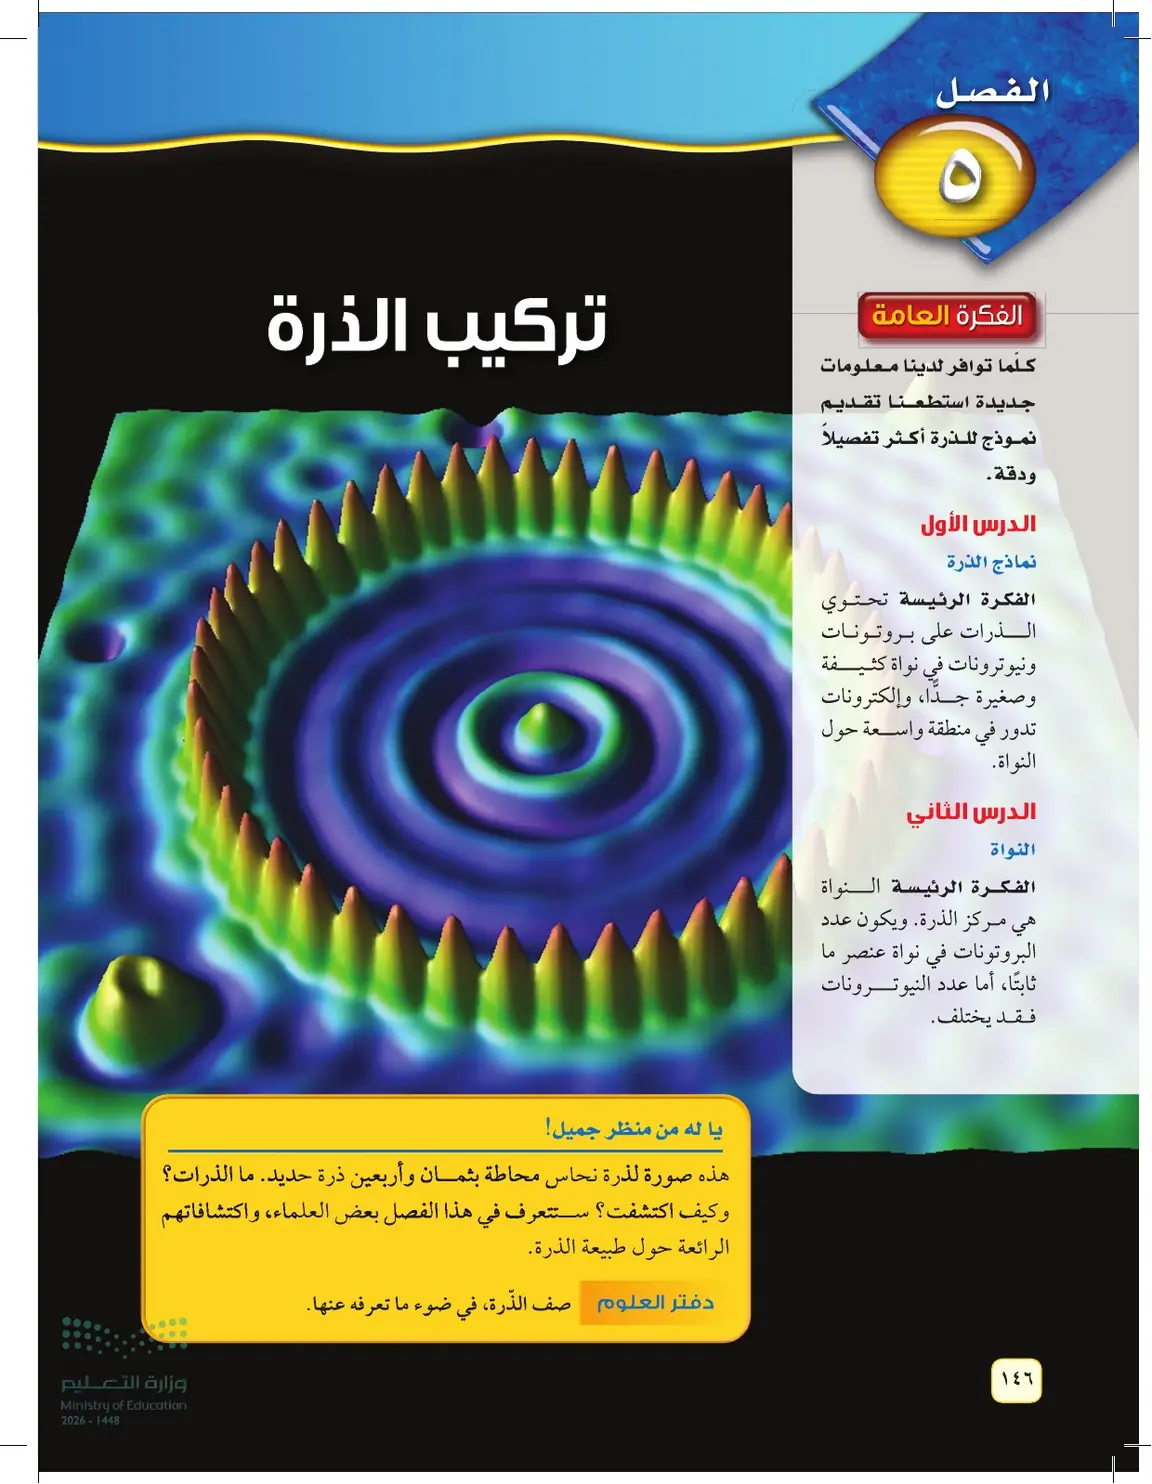 الفصل
٥
تركيب الذرة
الفكرة العامة
كلّما توافر لدينا معلومات
جديدة استطعنا تقديم
نموذج للذرة أكثر تفصيلاً
ودقة.
الدرس الأول
نماذج الذرة
الفكرة الرئيسة تحتوي
الذرات على بروتونات
ونيوترونات في نواة كثيفة
وصغيرة جدًّا، وإلكترونات
تدور في منطقة واسعة حول
النواة.
الدرس الثاني
النواة
الفكرة الرئيسة النواة
هي مركز الذرة. ويكون عدد
البروتونات في نواة عنصر ما
ثابتًا، أما عدد النيوترونات
فقد يختلف.
يا له من منظر جميل!
هذه صورة لذرة نحاس محاطة بثمان وأربعين ذرة حديد. ما الذرات؟
وكيف اكتشفت؟ ستتعرف في هذا الفصل بعض العلماء، واكتشافاتهم
الرائعة حول طبيعة الذرة.
دفتر العلوم صف الذّرة، في ضوء ما تعرفه عنها.
وزارة التعليم
Ministry of Education
2026 - 1448
١٤٦